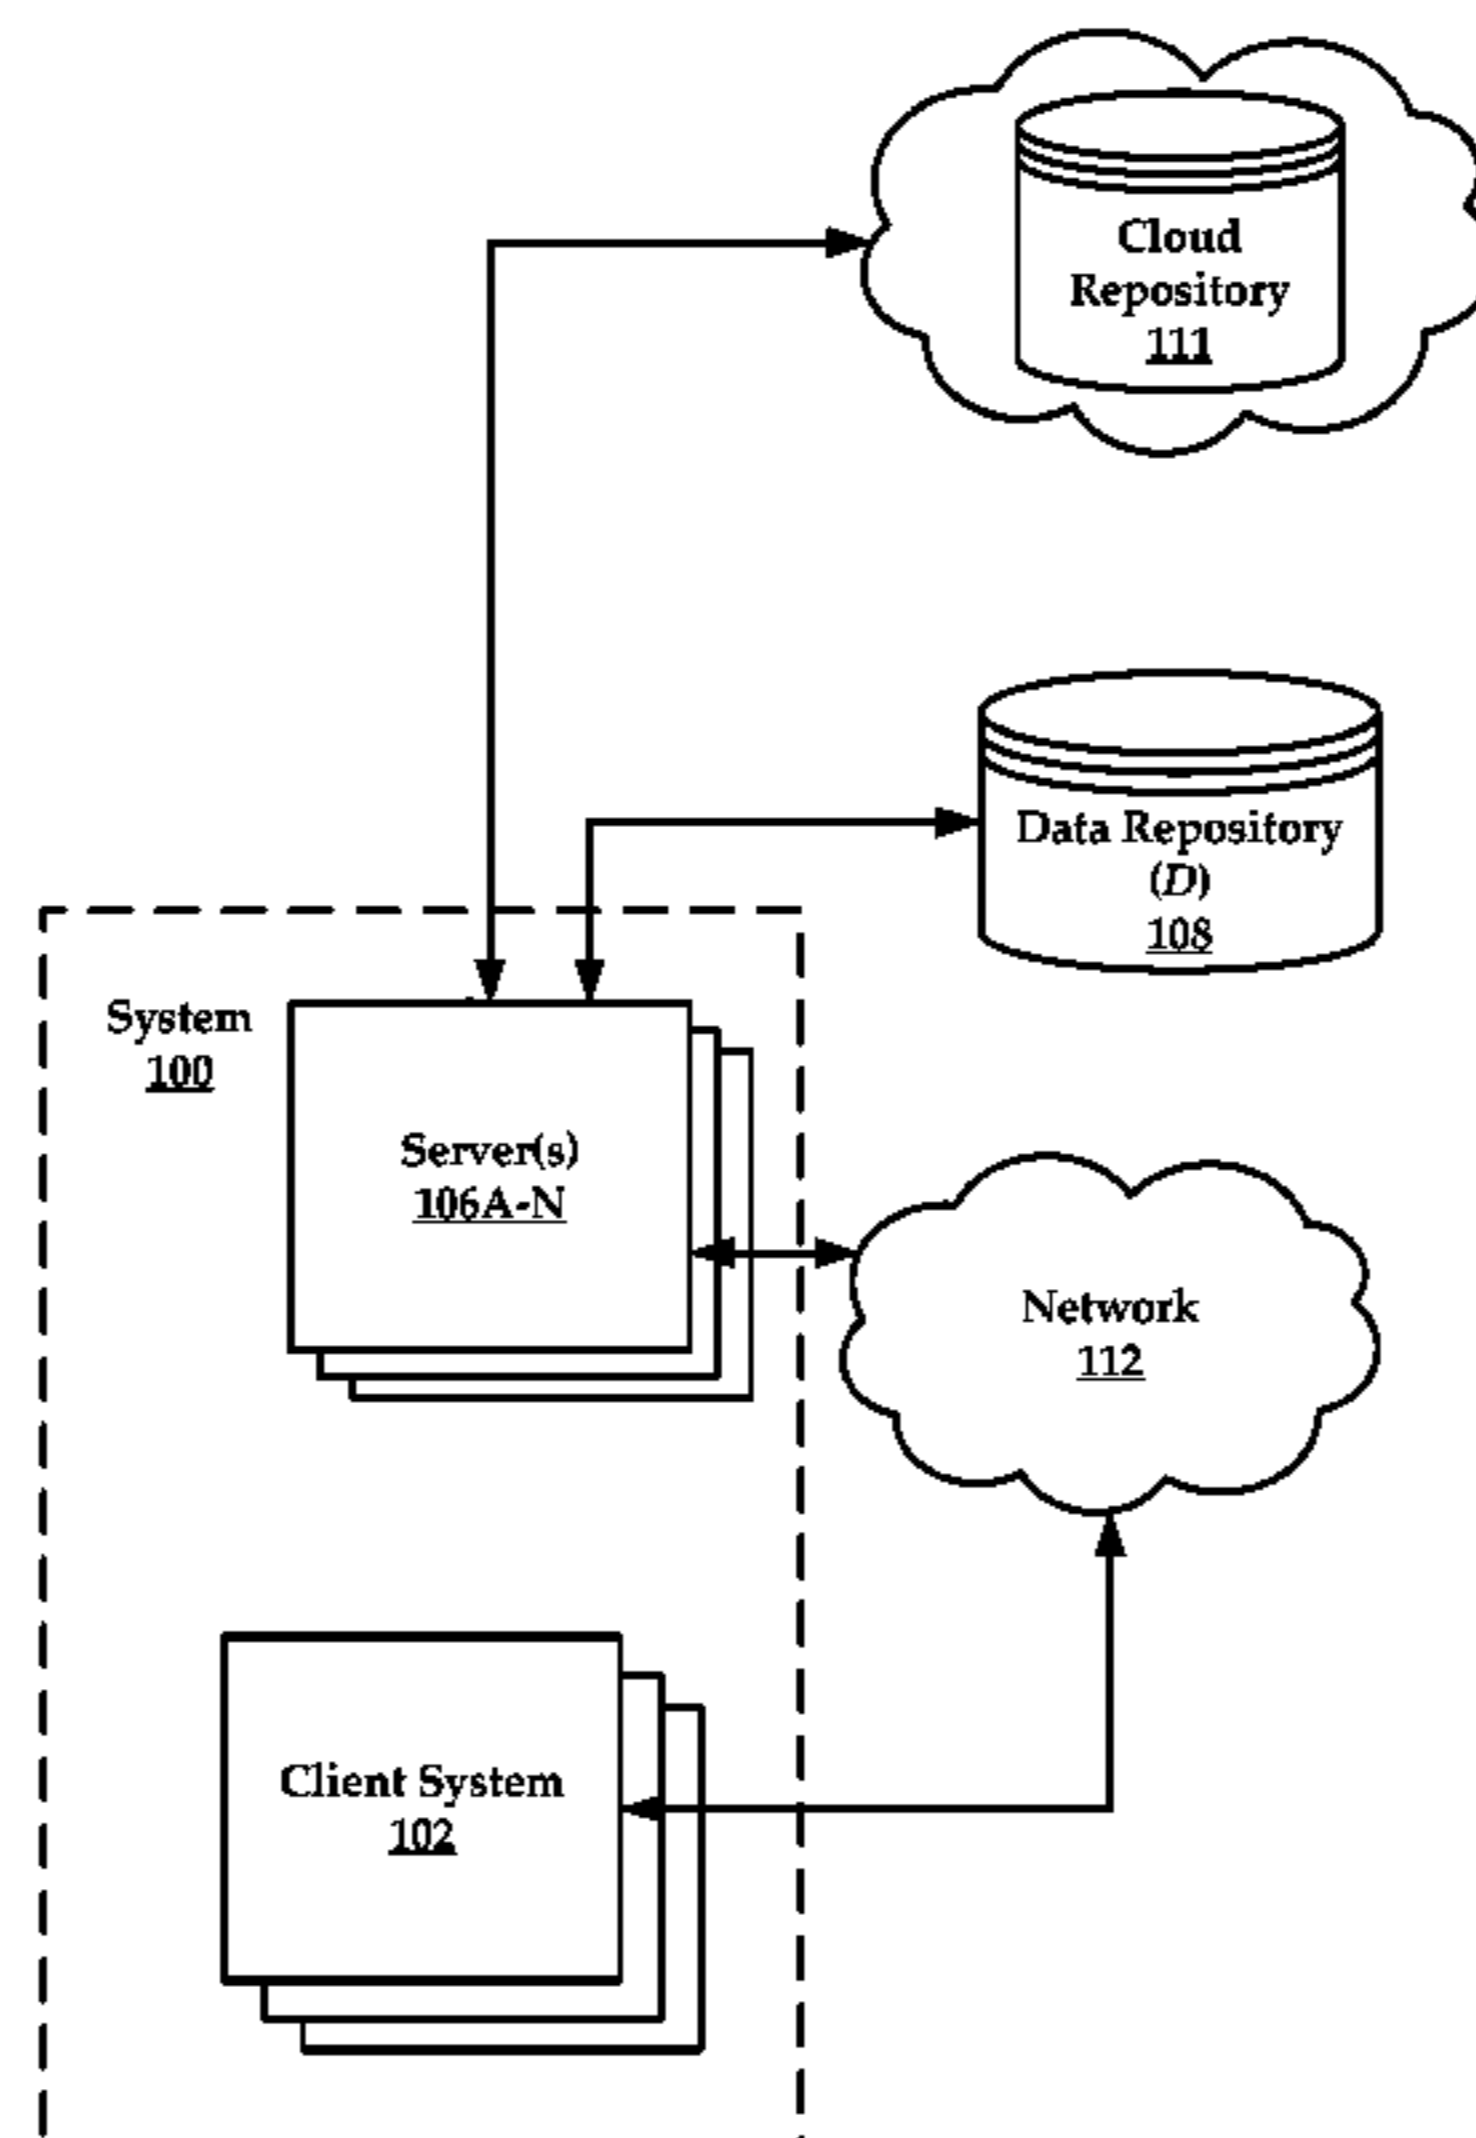 Cloud
Repository
111
Data Repository
(D)
108
System
100
Server(s)
106A-N
Network
112
Client System
102